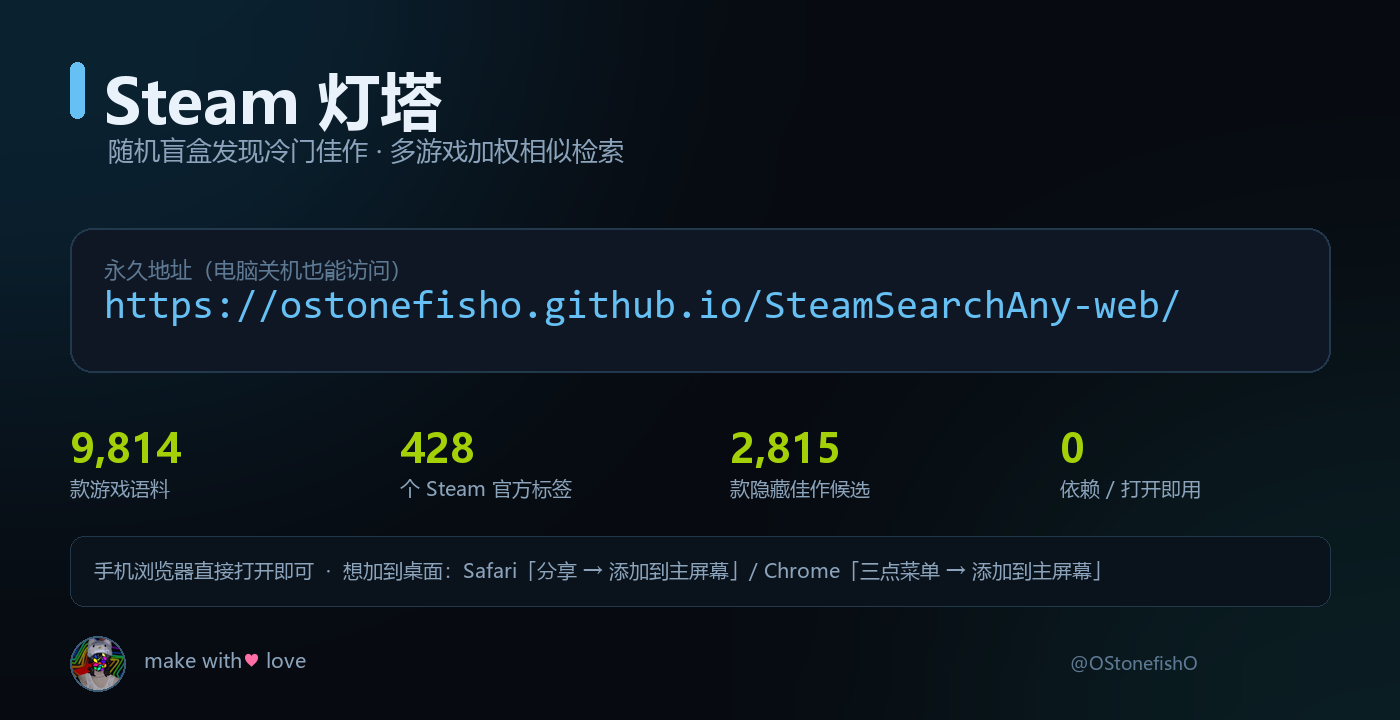 Steam 灯塔
随机盲盒发现冷门佳作 · 多游戏加权相似检索
永久地址（电脑关机也能访问）
https://ostonefisho.github.io/SteamSearchAny-web/
9,814
款游戏语料
428
个 Steam 官方标签
2,815
款隐藏佳作候选
0
依赖 / 打开即用
手机浏览器直接打开即可 · 想加到桌面：Safari「分享 → 添加到主屏幕」/ Chrome「三点菜单 → 添加到主屏幕」
make with♥ love
@OStonefishO